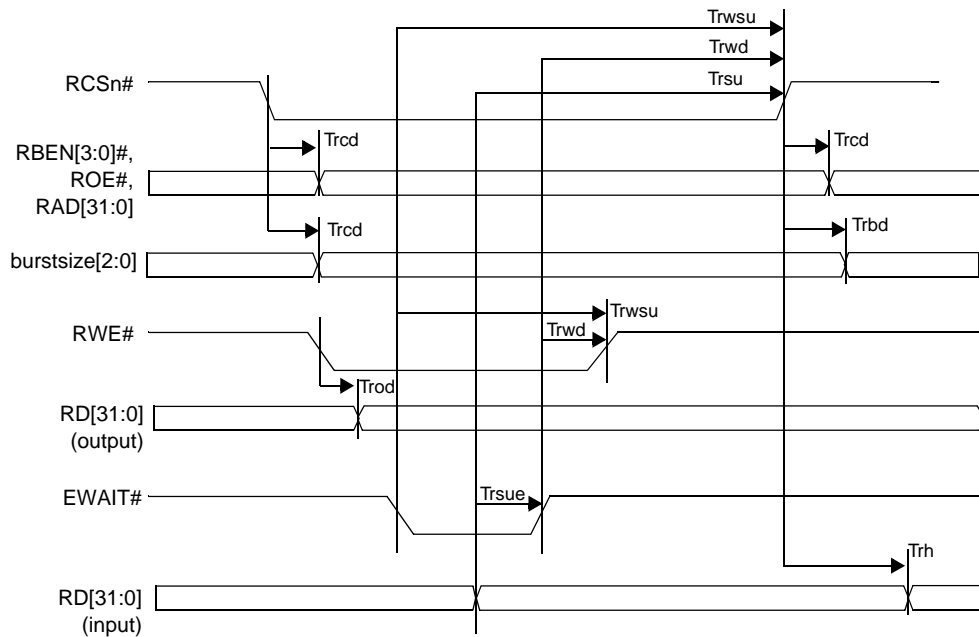 Trwsu
Trwd
RCSn#
Trsu
Trcd
Trcd
RBEN[3:0]#,
ROE#,
RAD[31:0]
Trcd
Trbd
burstsize[2:0]
Trwsu
RWE#
Trwd
Trod
RD[31:0]
(output)
EWAIT#
Trsue
Trh
RD[31:0]
(input)